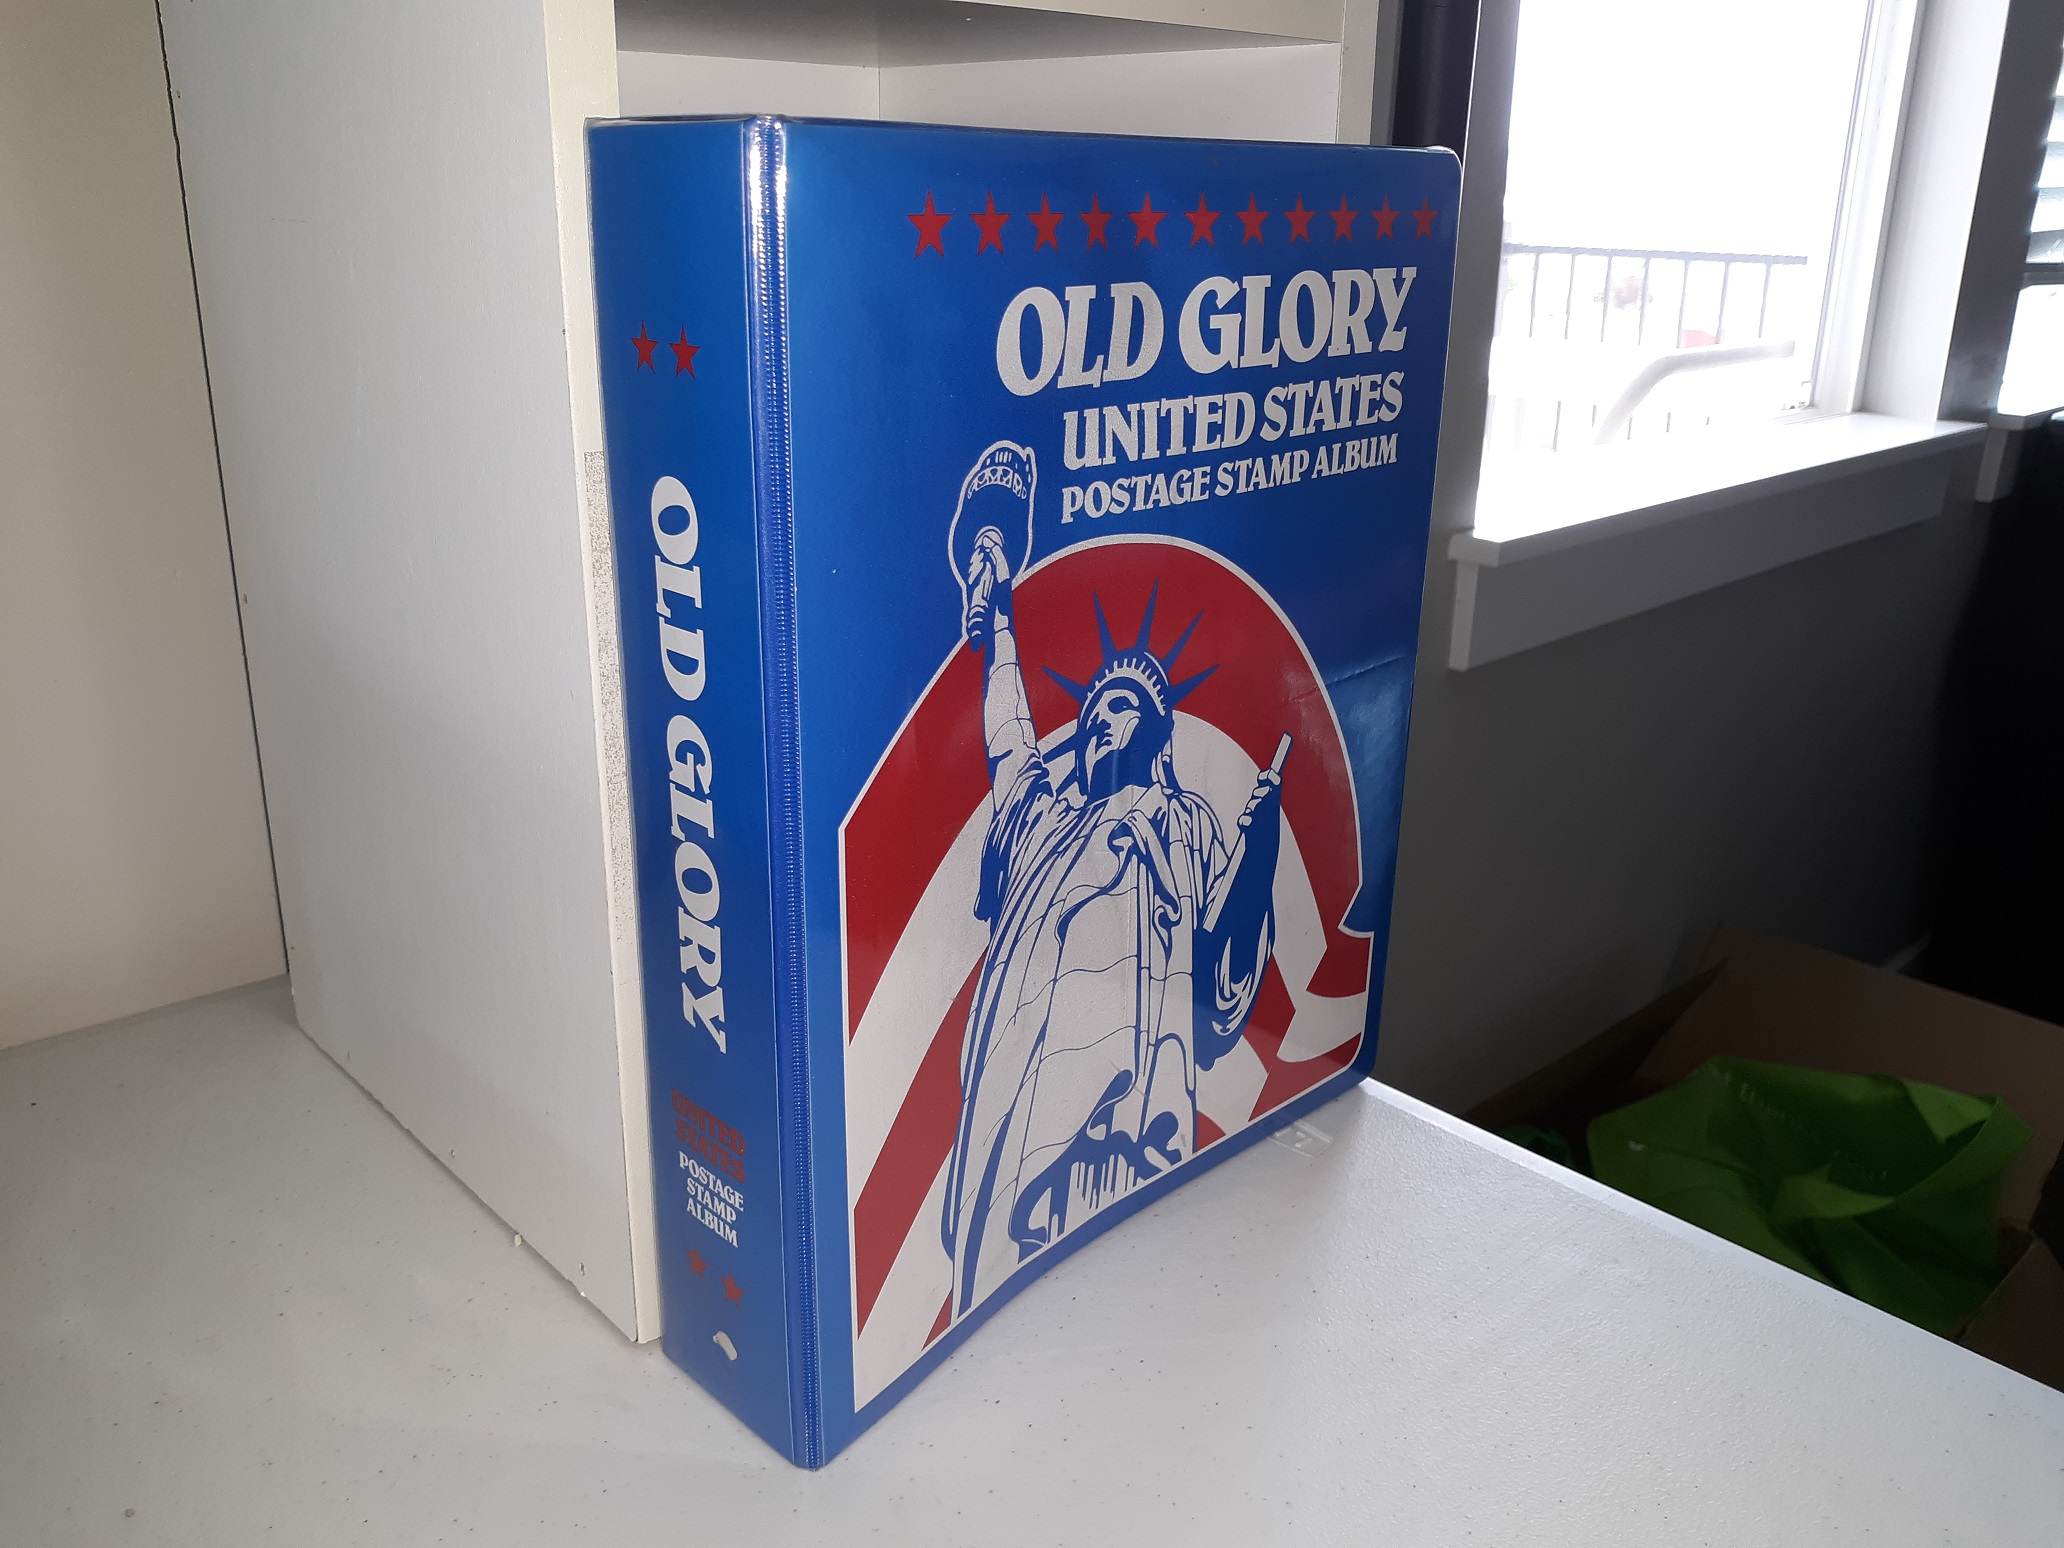 OLD GLORY
UNITED STATES
POSTAGE STAMP ALBUM
OLD GLORY
UNITED
STATES
POSTAGE
STAMP
ALBUM